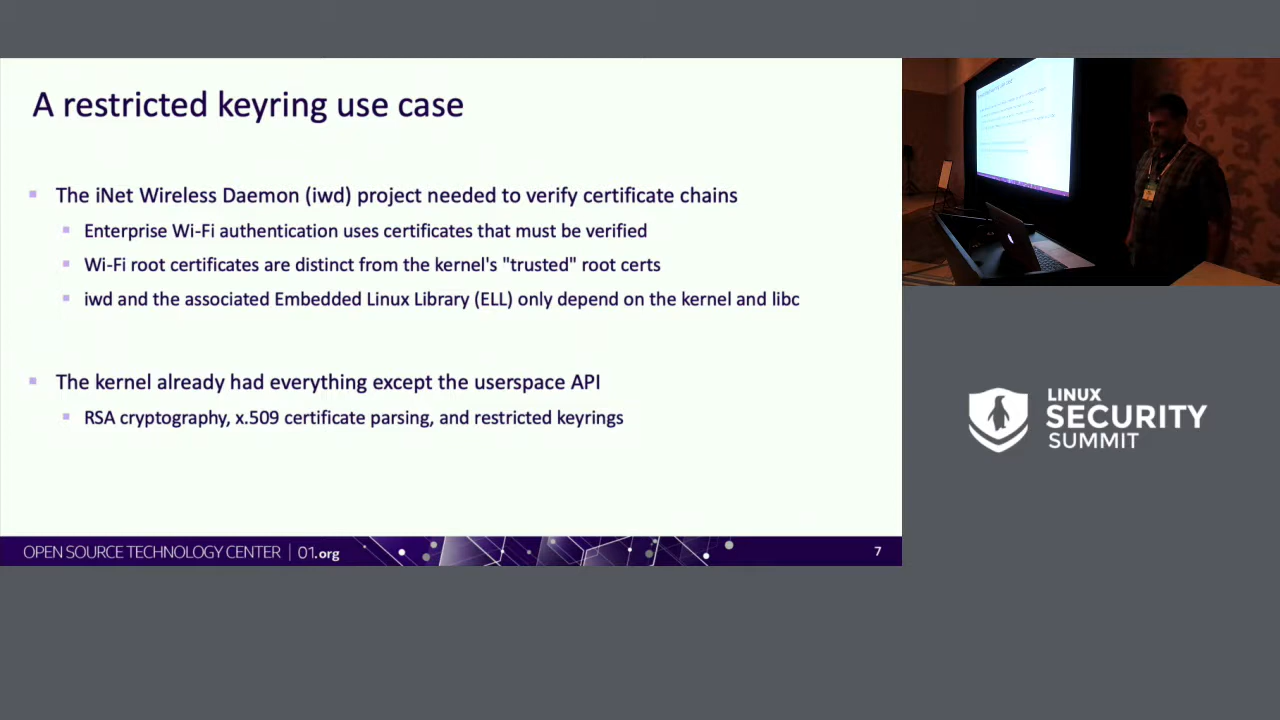 A restricted keyring use case
The iNet Wireless Daemon (iwd) project needed to verify certificate chains
Enterprise Wi-Fi authentication uses certificates that must be verified
Wi-Fi root certificates are distinct from the kernel's "trusted" root certs
iwd and the associated Embedded Linux Library (ELL) only depend on the kernel and libc
The kernel already had everything except the userspace API
RSA cryptography, x.509 certificate parsing, and restricted keyrings
OPEN SOURCE TECHNOLOGY CENTER | 01.org
7
LINUX
SECURITY
SUMMIT